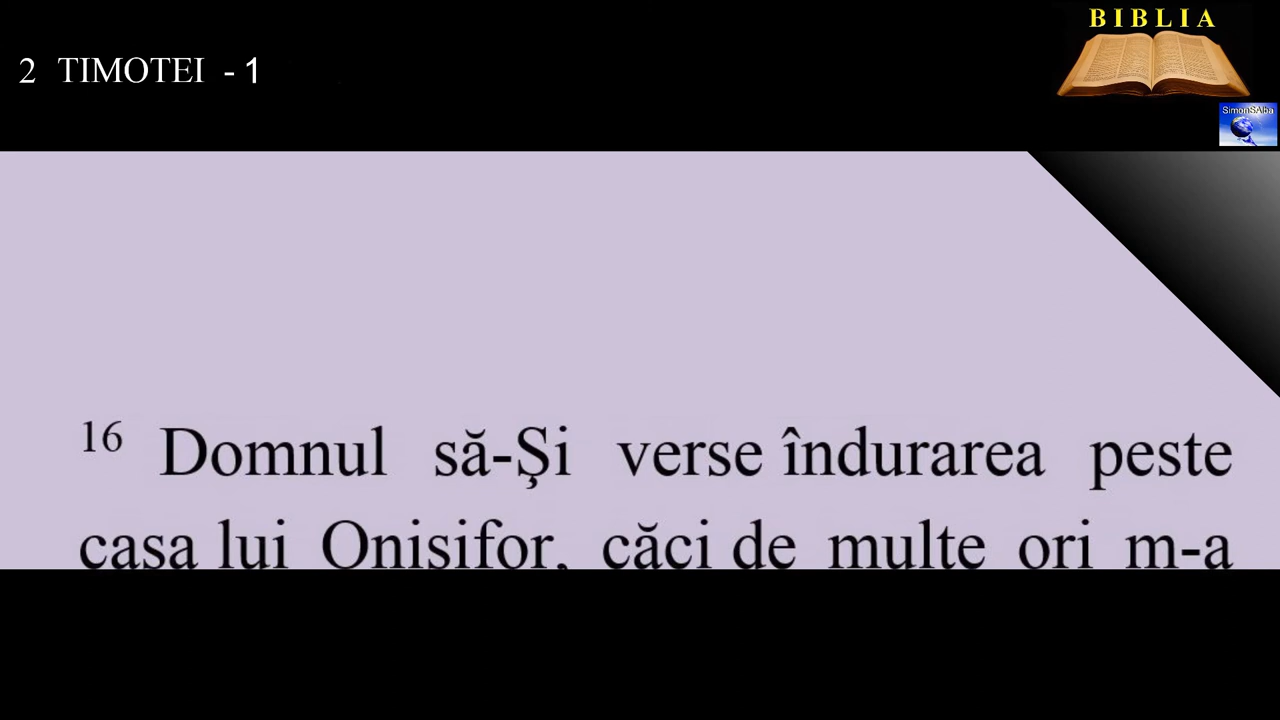 BIBLIA
2 TIMOTEI - 1
SimonSAlba
16 Domnul să-Şi verse îndurarea peste
casa lui Onisifor, căci de multe ori m-a